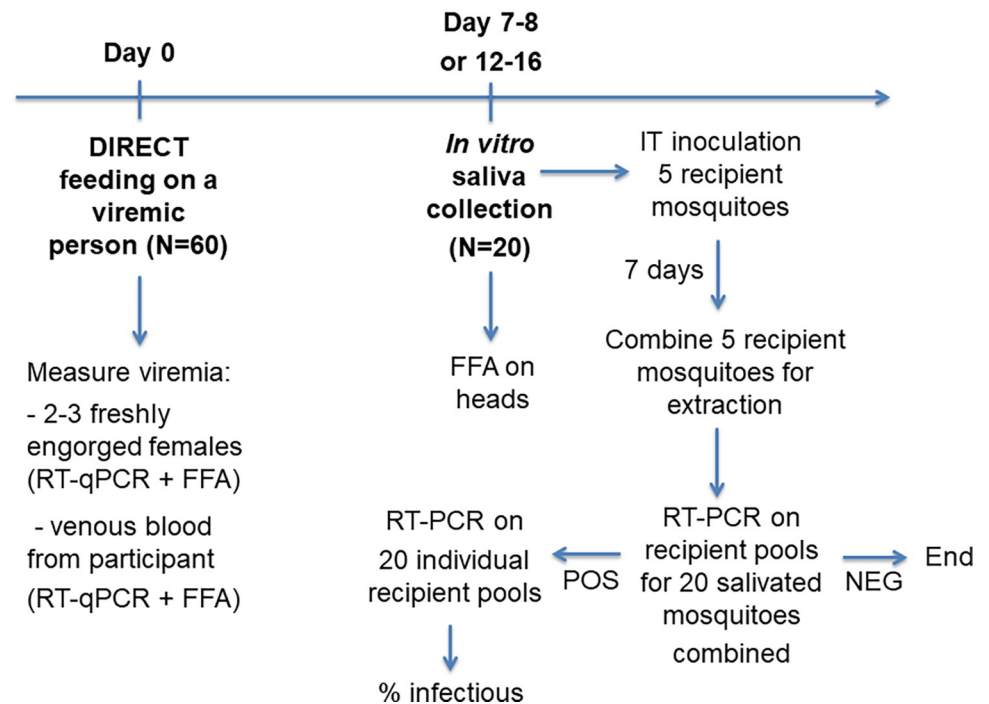 Day 0
Day 7-8
or 12-16
DIRECT
feeding on a
viremic
person (N=60)
In vitro
saliva
collection
(N=20)
IT inoculation
5 recipient
mosquitoes
7 days
Measure viremia:
- 2-3 freshly
engorged females
(RT-qPCR + FFA)
- venous blood
from participant
(RT-qPCR + FFA)
FFA on
heads
Combine 5 recipient
mosquitoes for
extraction
RT-PCR on
recipient pools
for 20 salivated
mosquitoes
combined
POS
NEG
End
RT-PCR on
20 individual
recipient pools
% infectious